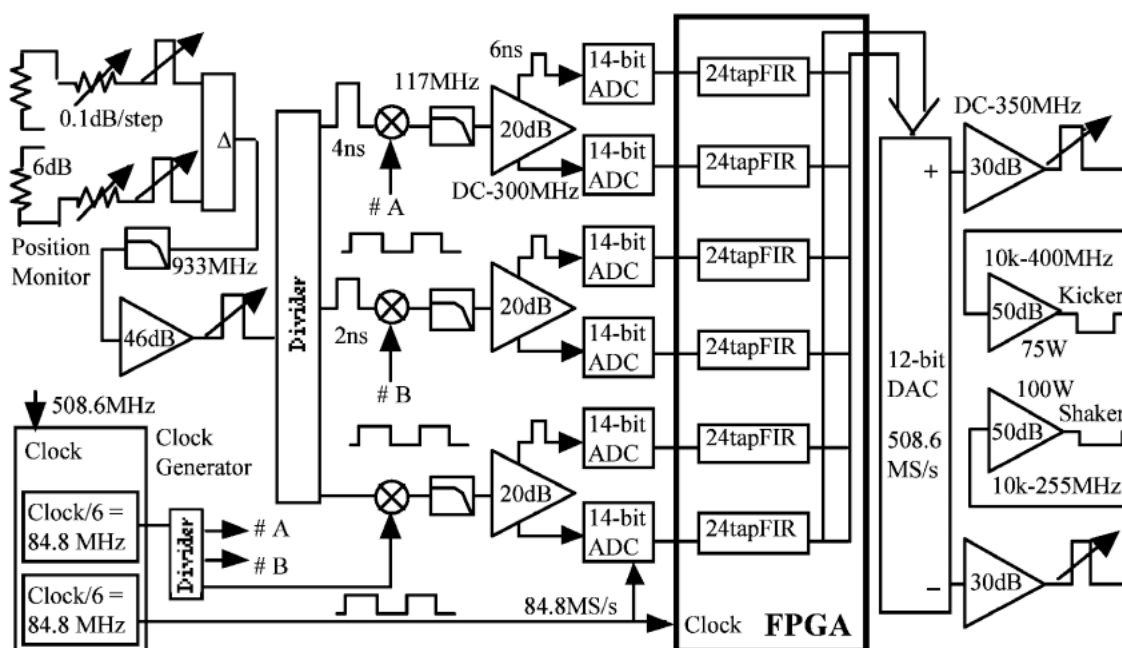 0.1dB/step
6dB
Δ
Position
Monitor
933MHz
46dB
508.6MHz
Clock
Clock
Generator
Clock/6 =
84.8 MHz
Clock/6 =
84.8 MHz
Divider
# A
# B
Divider
4ns
# A
2ns
# B
117MHz
6ns
20dB
DC-300MHz
20dB
20dB
14-bit
ADC
14-bit
ADC
14-bit
ADC
14-bit
ADC
14-bit
ADC
14-bit
ADC
84.8MS/s
24tapFIR
24tapFIR
24tapFIR
24tapFIR
24tapFIR
24tapFIR
Clock
FPGA
+
12-bit
DAC
508.6
MS/s
−
DC-350MHz
30dB
10k-400MHz
50dB
Kicker
75W
100W
50dB
Shaker
10k-255MHz
30dB